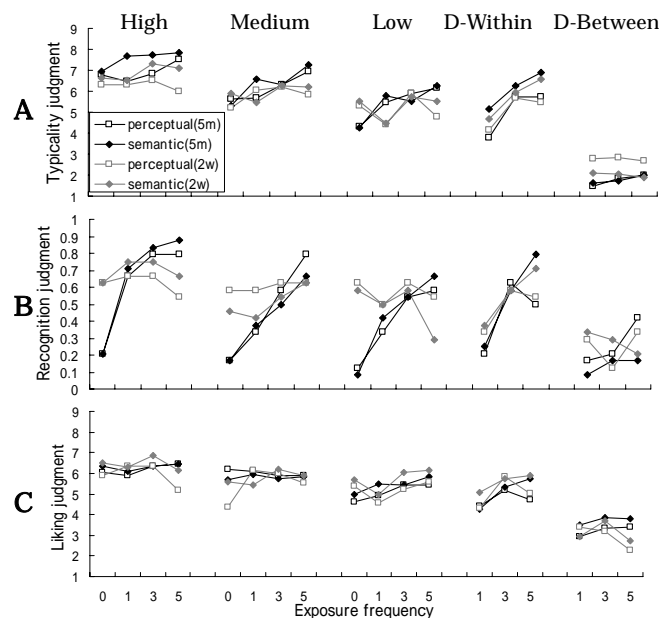 High Medium Low D-Within D-Between
A
Typicality judgment
9
8
7
6
5
4
3
2
1
perceptual(5m)
semantic(5m)
perceptual(2w)
semantic(2w)
B
Recognition judgment
1
0.9
0.8
0.7
0.6
0.5
0.4
0.3
0.2
0.1
0
C
Liking judgment
9
8
7
6
5
4
3
2
1
0 1 3 5 0 1 3 5 0 1 3 5 1 3 5 1 3 5
Exposure frequency